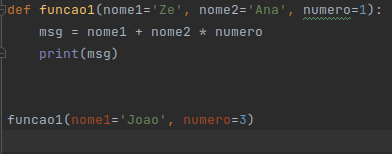 def funcao1(nome1='Ze', nome2='Ana', numero=1):
    msg = nome1 + nome2 * numero
    print(msg)
funcao1(nome1='Joao', numero=3)